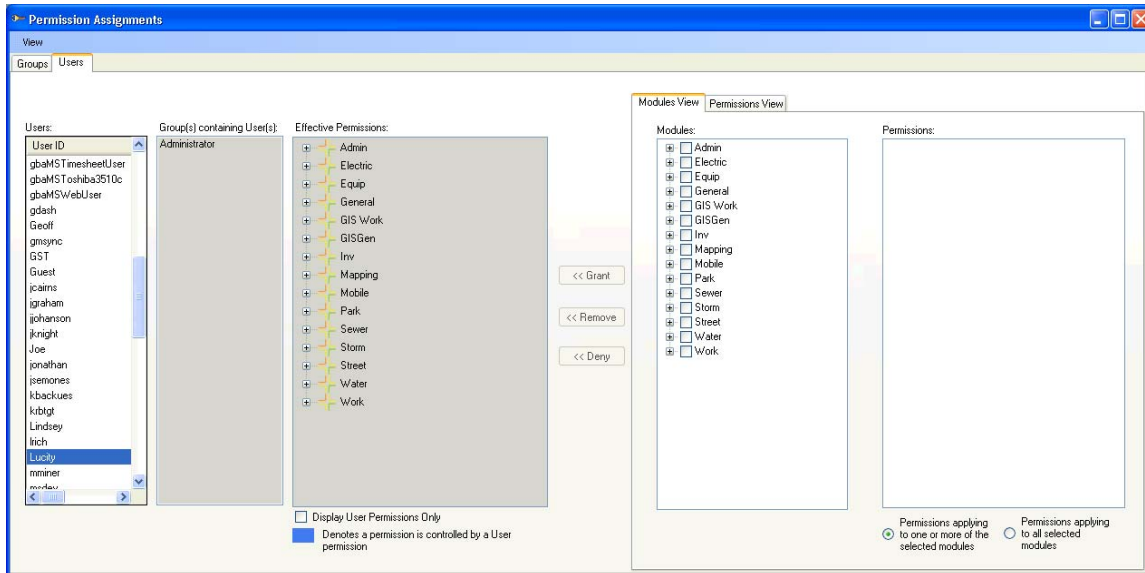 Permission Assignments
View
Groups Users
Users:
User ID
gbaMSTimesheetUser
gbaMSToshiba3510c
gbaMSWebUser
gdash
Geoff
gmsync
GST
Guest
jcairns
jgraham
jjohanson
jknight
Joe
jonathan
jsemones
kbackues
krbtgt
Lindsey
lrich
Lucity
mminer
msdev
Group(s) containing User(s):
Administrator
Effective Permissions:
Admin
Electric
Equip
General
GIS Work
GISGen
Inv
Mapping
Mobile
Park
Sewer
Storm
Street
Water
Work
Display User Permissions Only
Denotes a permission is controlled by a User
permission
<< Grant
<< Remove
<< Deny
Modules View Permissions View
Modules:
Admin
Electric
Equip
General
GIS Work
GISGen
Inv
Mapping
Mobile
Park
Sewer
Storm
Street
Water
Work
Permissions:
Permissions applying
to one or more of the
selected modules
Permissions applying
to all selected
modules